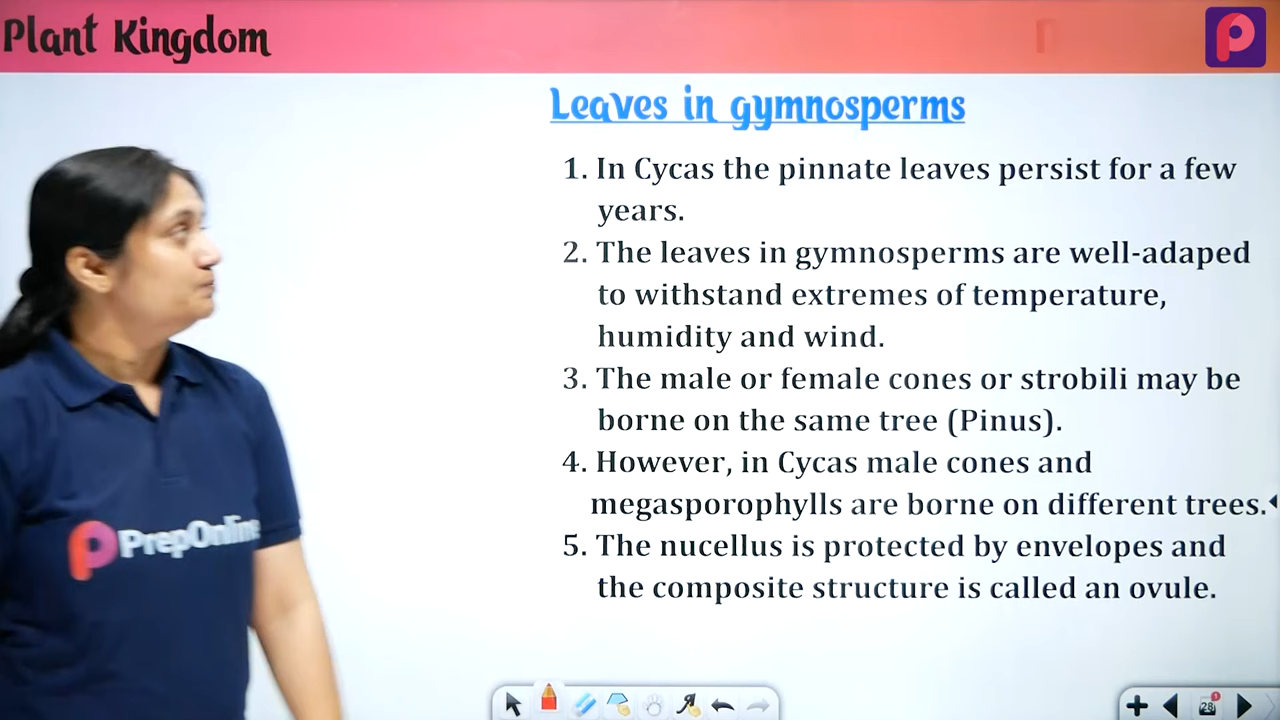 Plant Kingdom
Leaves in gymnosperms
1. In Cycas the pinnate leaves persist for a few
years.
2. The leaves in gymnosperms are well-adaped
to withstand extremes of temperature,
humidity and wind.
3. The male or female cones or strobili may be
borne on the same tree (Pinus).
4. However, in Cycas male cones and
megasporophylls are borne on different trees.
5. The nucellus is protected by envelopes and
the composite structure is called an ovule.
PrepOnline
28
1